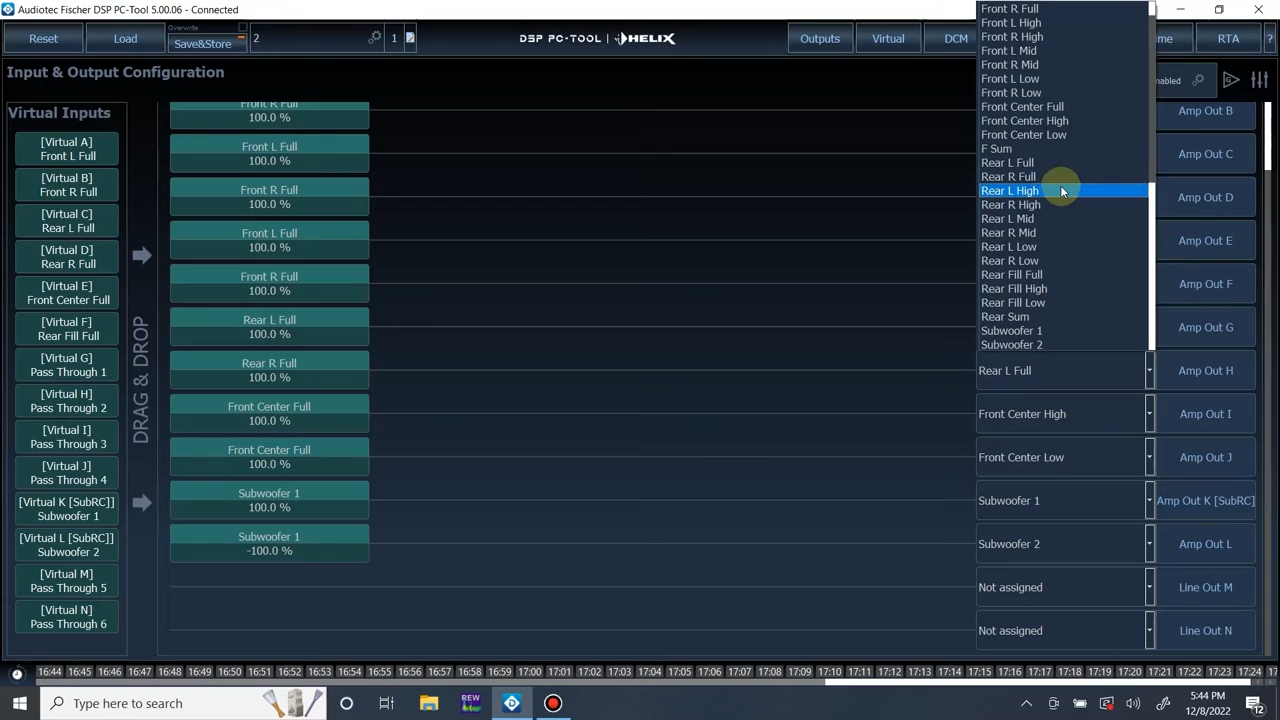 Audiotec Fischer DSP PC-Tool 5.00.06 - Connected
Reset
Load
Overwrite
Save&Store
2
1
DSP PC-TOOL HELIX
Outputs
Virtual
DCM
RTA
?
Input & Output Configuration
Virtual Inputs
[Virtual A]
Front L Full
[Virtual B]
Front R Full
[Virtual C]
Rear L Full
[Virtual D]
Rear R Full
[Virtual E]
Front Center Full
[Virtual F]
Rear Fill Full
[Virtual G]
Pass Through 1
[Virtual H]
Pass Through 2
[Virtual I]
Pass Through 3
[Virtual J]
Pass Through 4
[Virtual K [SubRC]]
Subwoofer 1
[Virtual L [SubRC]]
Subwoofer 2
[Virtual M]
Pass Through 5
[Virtual N]
Pass Through 6
DRAG & DROP
Front R Full
100.0 %
Front L Full
100.0 %
Front R Full
100.0 %
Front L Full
100.0 %
Front R Full
100.0 %
Rear L Full
100.0 %
Rear R Full
100.0 %
Front Center Full
100.0 %
Front Center Full
100.0 %
Subwoofer 1
100.0 %
Subwoofer 1
-100.0 %
Front R Full
Front L High
Front R High
Front L Mid
Front R Mid
Front L Low
Front R Low
Front Center Full
Front Center High
Front Center Low
F Sum
Rear L Full
Rear R Full
Rear L High
Rear R High
Rear L Mid
Rear R Mid
Rear L Low
Rear R Low
Rear Fill Full
Rear Fill High
Rear Fill Low
Rear Sum
Subwoofer 1
Subwoofer 2
Rear L Full
Front Center High
Front Center Low
Subwoofer 1
Subwoofer 2
Not assigned
Not assigned
Amp Out B
Amp Out C
Amp Out D
Amp Out E
Amp Out F
Amp Out G
Amp Out H
Amp Out I
Amp Out J
Amp Out K [SubRC]
Amp Out L
Line Out M
Line Out N
16:44 16:45 16:46 16:47 16:48 16:49 16:50 16:51 16:52 16:53 16:54 16:55 16:56 16:57 16:58 16:59 17:00 17:01 17:02 17:03 17:04 17:05 17:06 17:07 17:08 17:09 17:10 17:11 17:12 17:13 17:14 17:15 17:16 17:17 17:18 17:19 17:20 17:21 17:22 17:23 17:24
Type here to search
REW
5:44 PM
12/8/2022
12